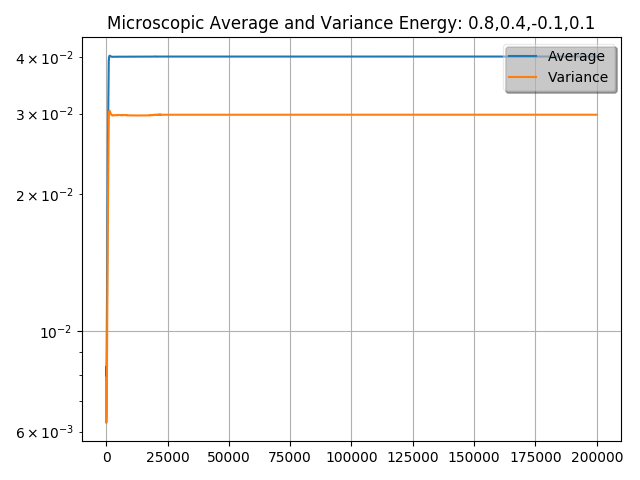 Microscopic Average and Variance Energy: 0.8,0.4,-0.1,0.1
4 × 10⁻²
3 × 10⁻²
2 × 10⁻²
10⁻²
6 × 10⁻³
Average
Variance
0 25000 50000 75000 100000 125000 150000 175000 200000